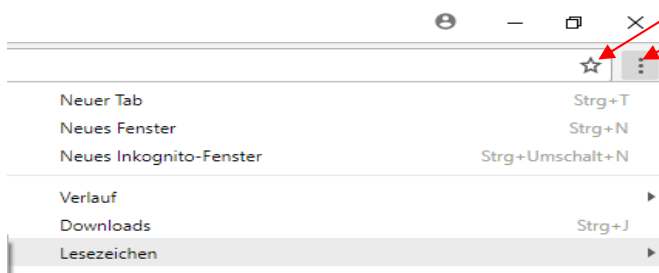 Neuer Tab Strg+T
Neues Fenster Strg+N
Neues Inkognito-Fenster Strg+Umschalt+N
Verlauf
Downloads Strg+J
Lesezeichen